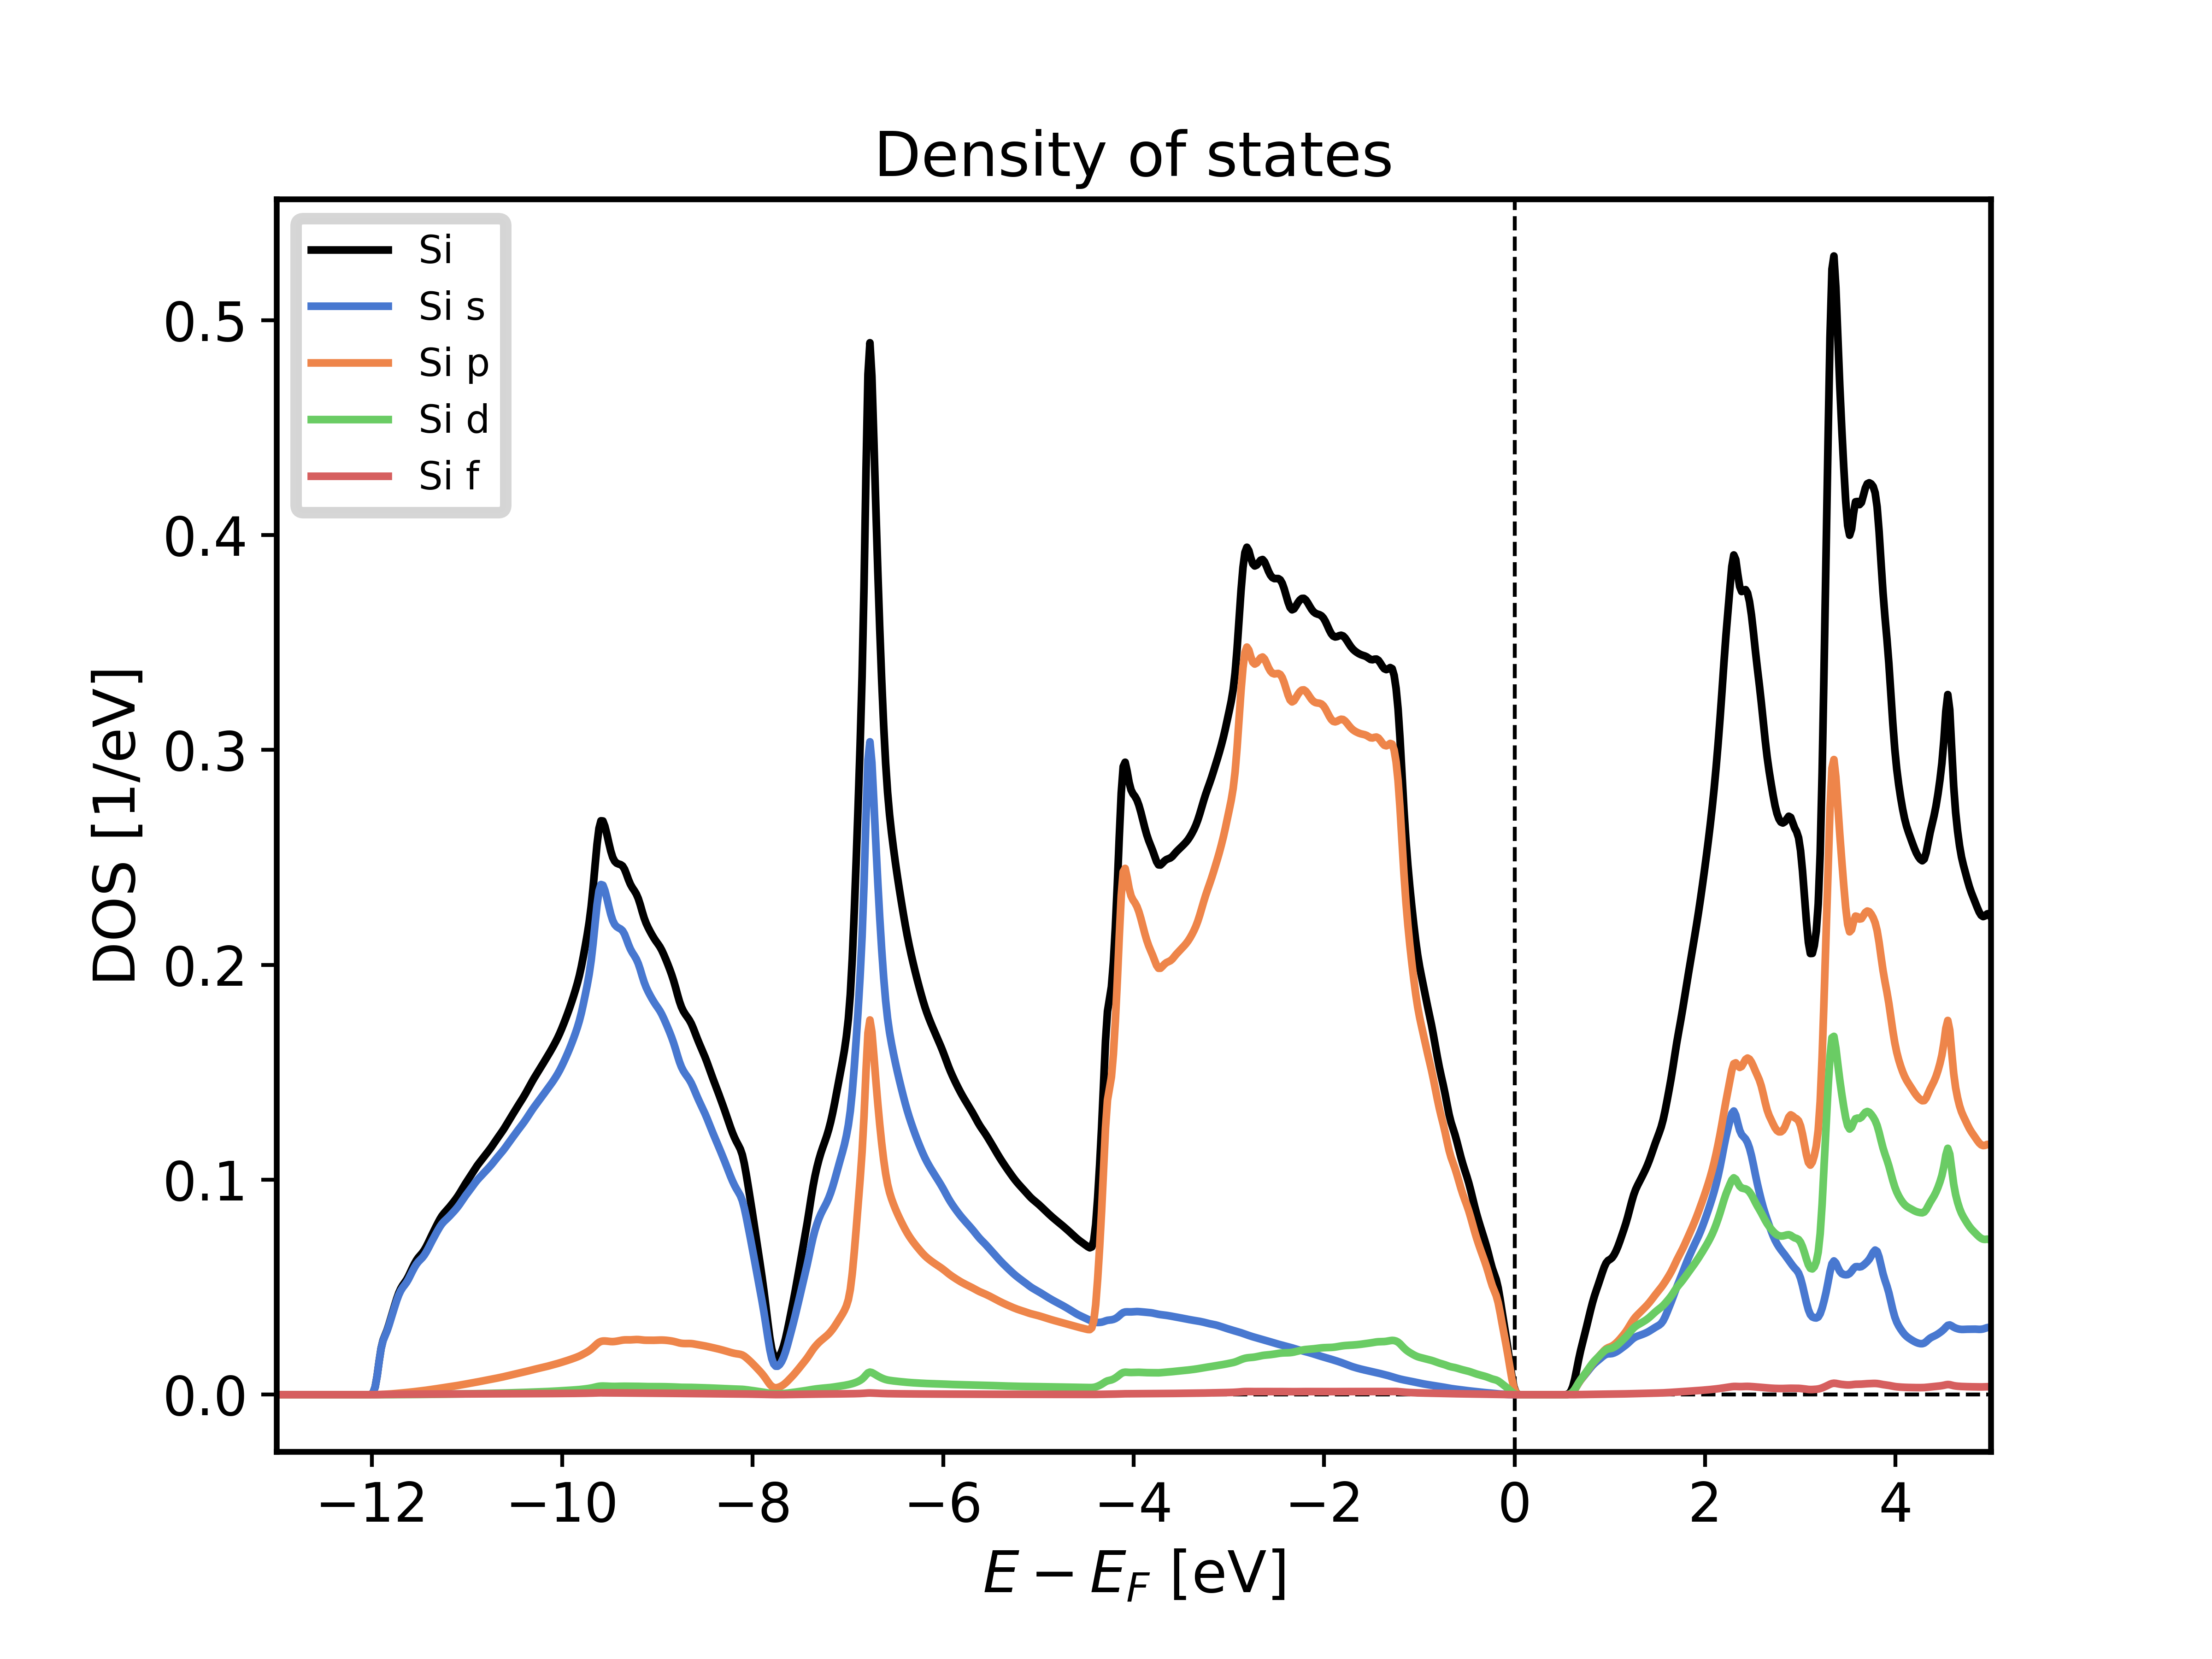 Density of states
Si
Si s
Si p
Si d
Si f
DOS [1/eV]
0.5
0.4
0.3
0.2
0.1
0.0
−12 −10 −8 −6 −4 −2 0 2 4
E − E_F [eV]